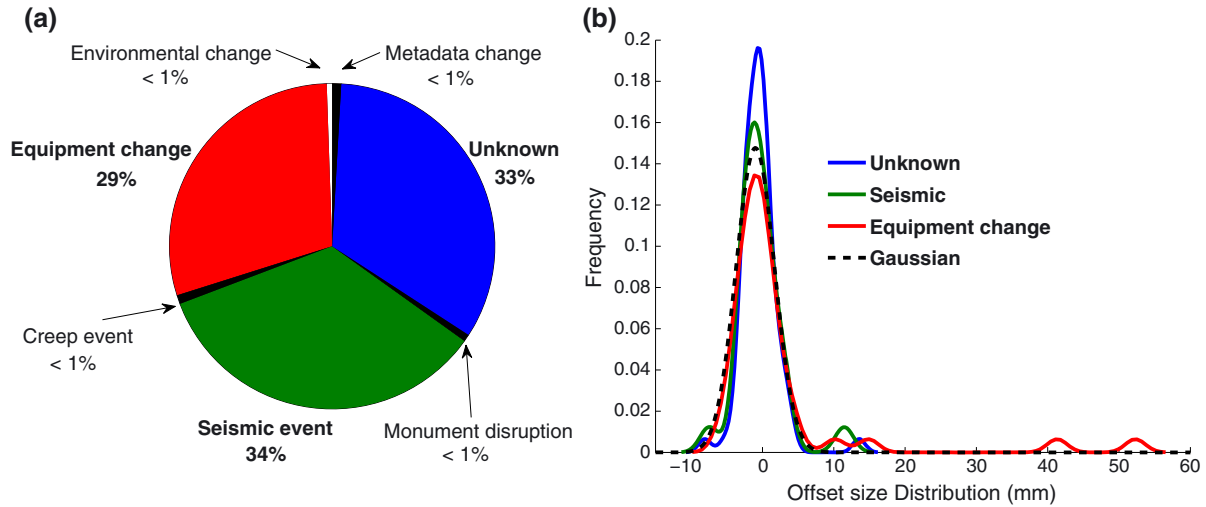 (a)
Environmental change
< 1%
Metadata change
< 1%
Equipment change
29%
Unknown
33%
Creep event
< 1%
Seismic event
34%
Monument disruption
< 1%
(b)
0.2
0.18
0.16
0.14
0.12
0.1
0.08
0.06
0.04
0.02
0
Frequency
Unknown
Seismic
Equipment change
Gaussian
−10 0 10 20 30 40 50 60
Offset size Distribution (mm)